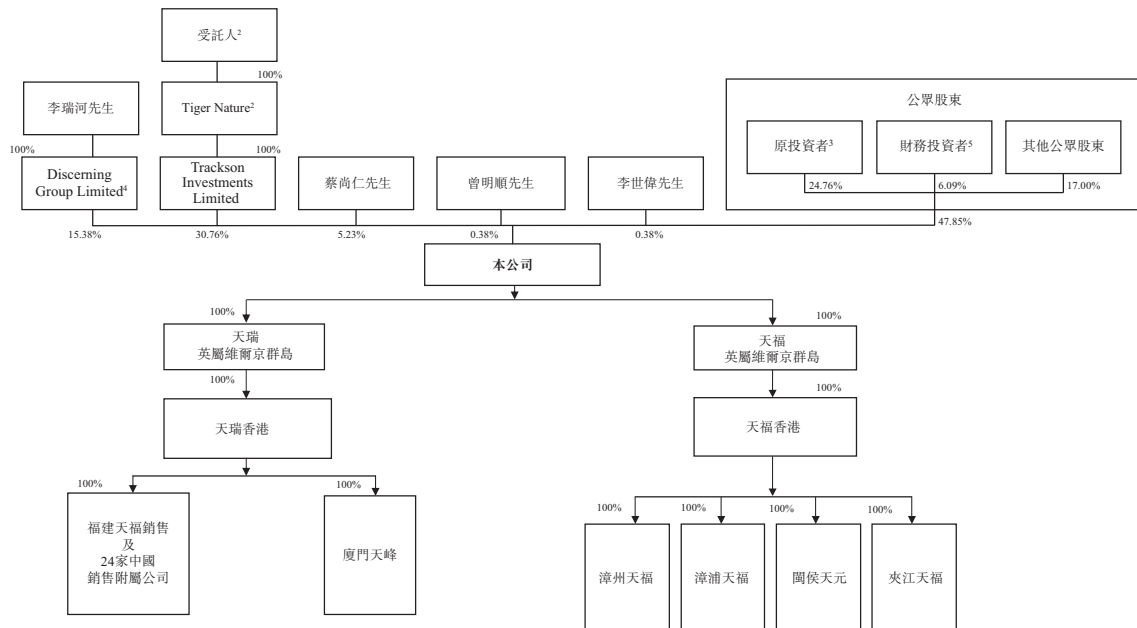 受託人2
100%
李瑞河先生
Tiger Nature2
公眾股東
原投資者3
財務投資者5
其他公眾股東
100%
100%
Discerning
Group Limited4
Trackson
Investments
Limited
蔡尚仁先生
曾明順先生
李世偉先生
24.76%
6.09%
17.00%
15.38%
30.76%
5.23%
0.38%
0.38%
47.85%
本公司
100%
100%
天瑞
英屬維爾京群島
天福
英屬維爾京群島
100%
100%
天瑞香港
天福香港
100%
100%
福建天福銷售
及
24家中國
銷售附屬公司
廈門天峰
100%
100%
100%
100%
漳州天福
漳浦天福
閩侯天元
夾江天福